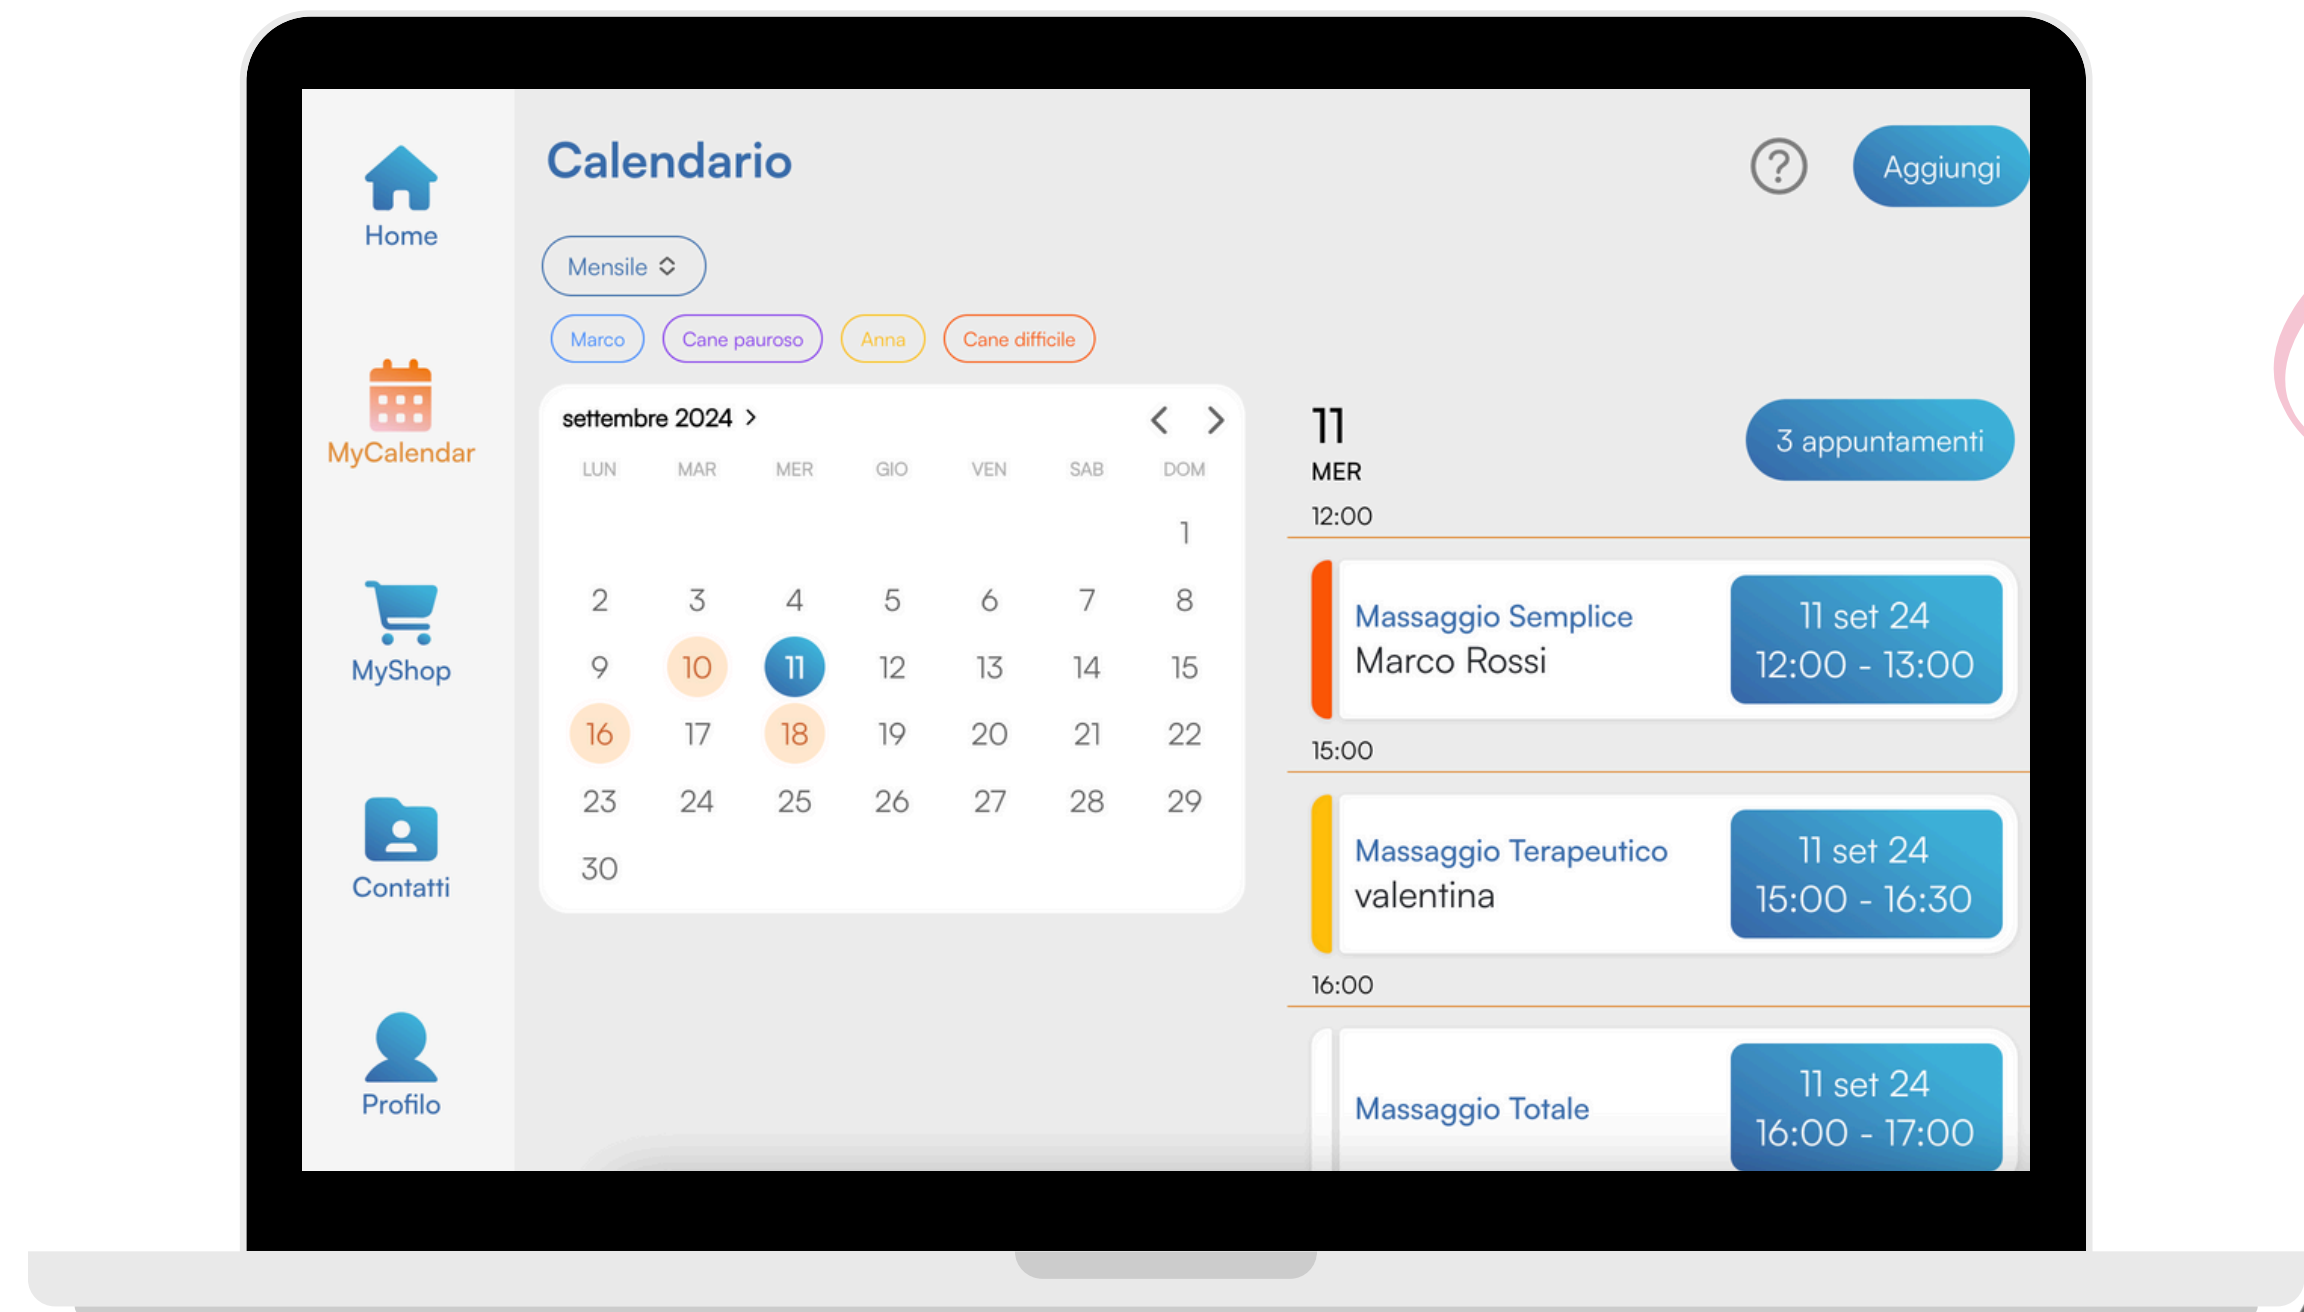 Home
MyCalendar
MyShop
Contatti
Profilo
Calendario
?
Aggiungi
Mensile
Marco Cane pauroso Anna Cane difficile
settembre 2024
LUN MAR MER GIO VEN SAB DOM
1
2 3 4 5 6 7 8
9 10 11 12 13 14 15
16 17 18 19 20 21 22
23 24 25 26 27 28 29
30
11
MER
3 appuntamenti
12:00
Massaggio Semplice
Marco Rossi
11 set 24
12:00 - 13:00
15:00
Massaggio Terapeutico
valentina
11 set 24
15:00 - 16:30
16:00
Massaggio Totale
11 set 24
16:00 - 17:00